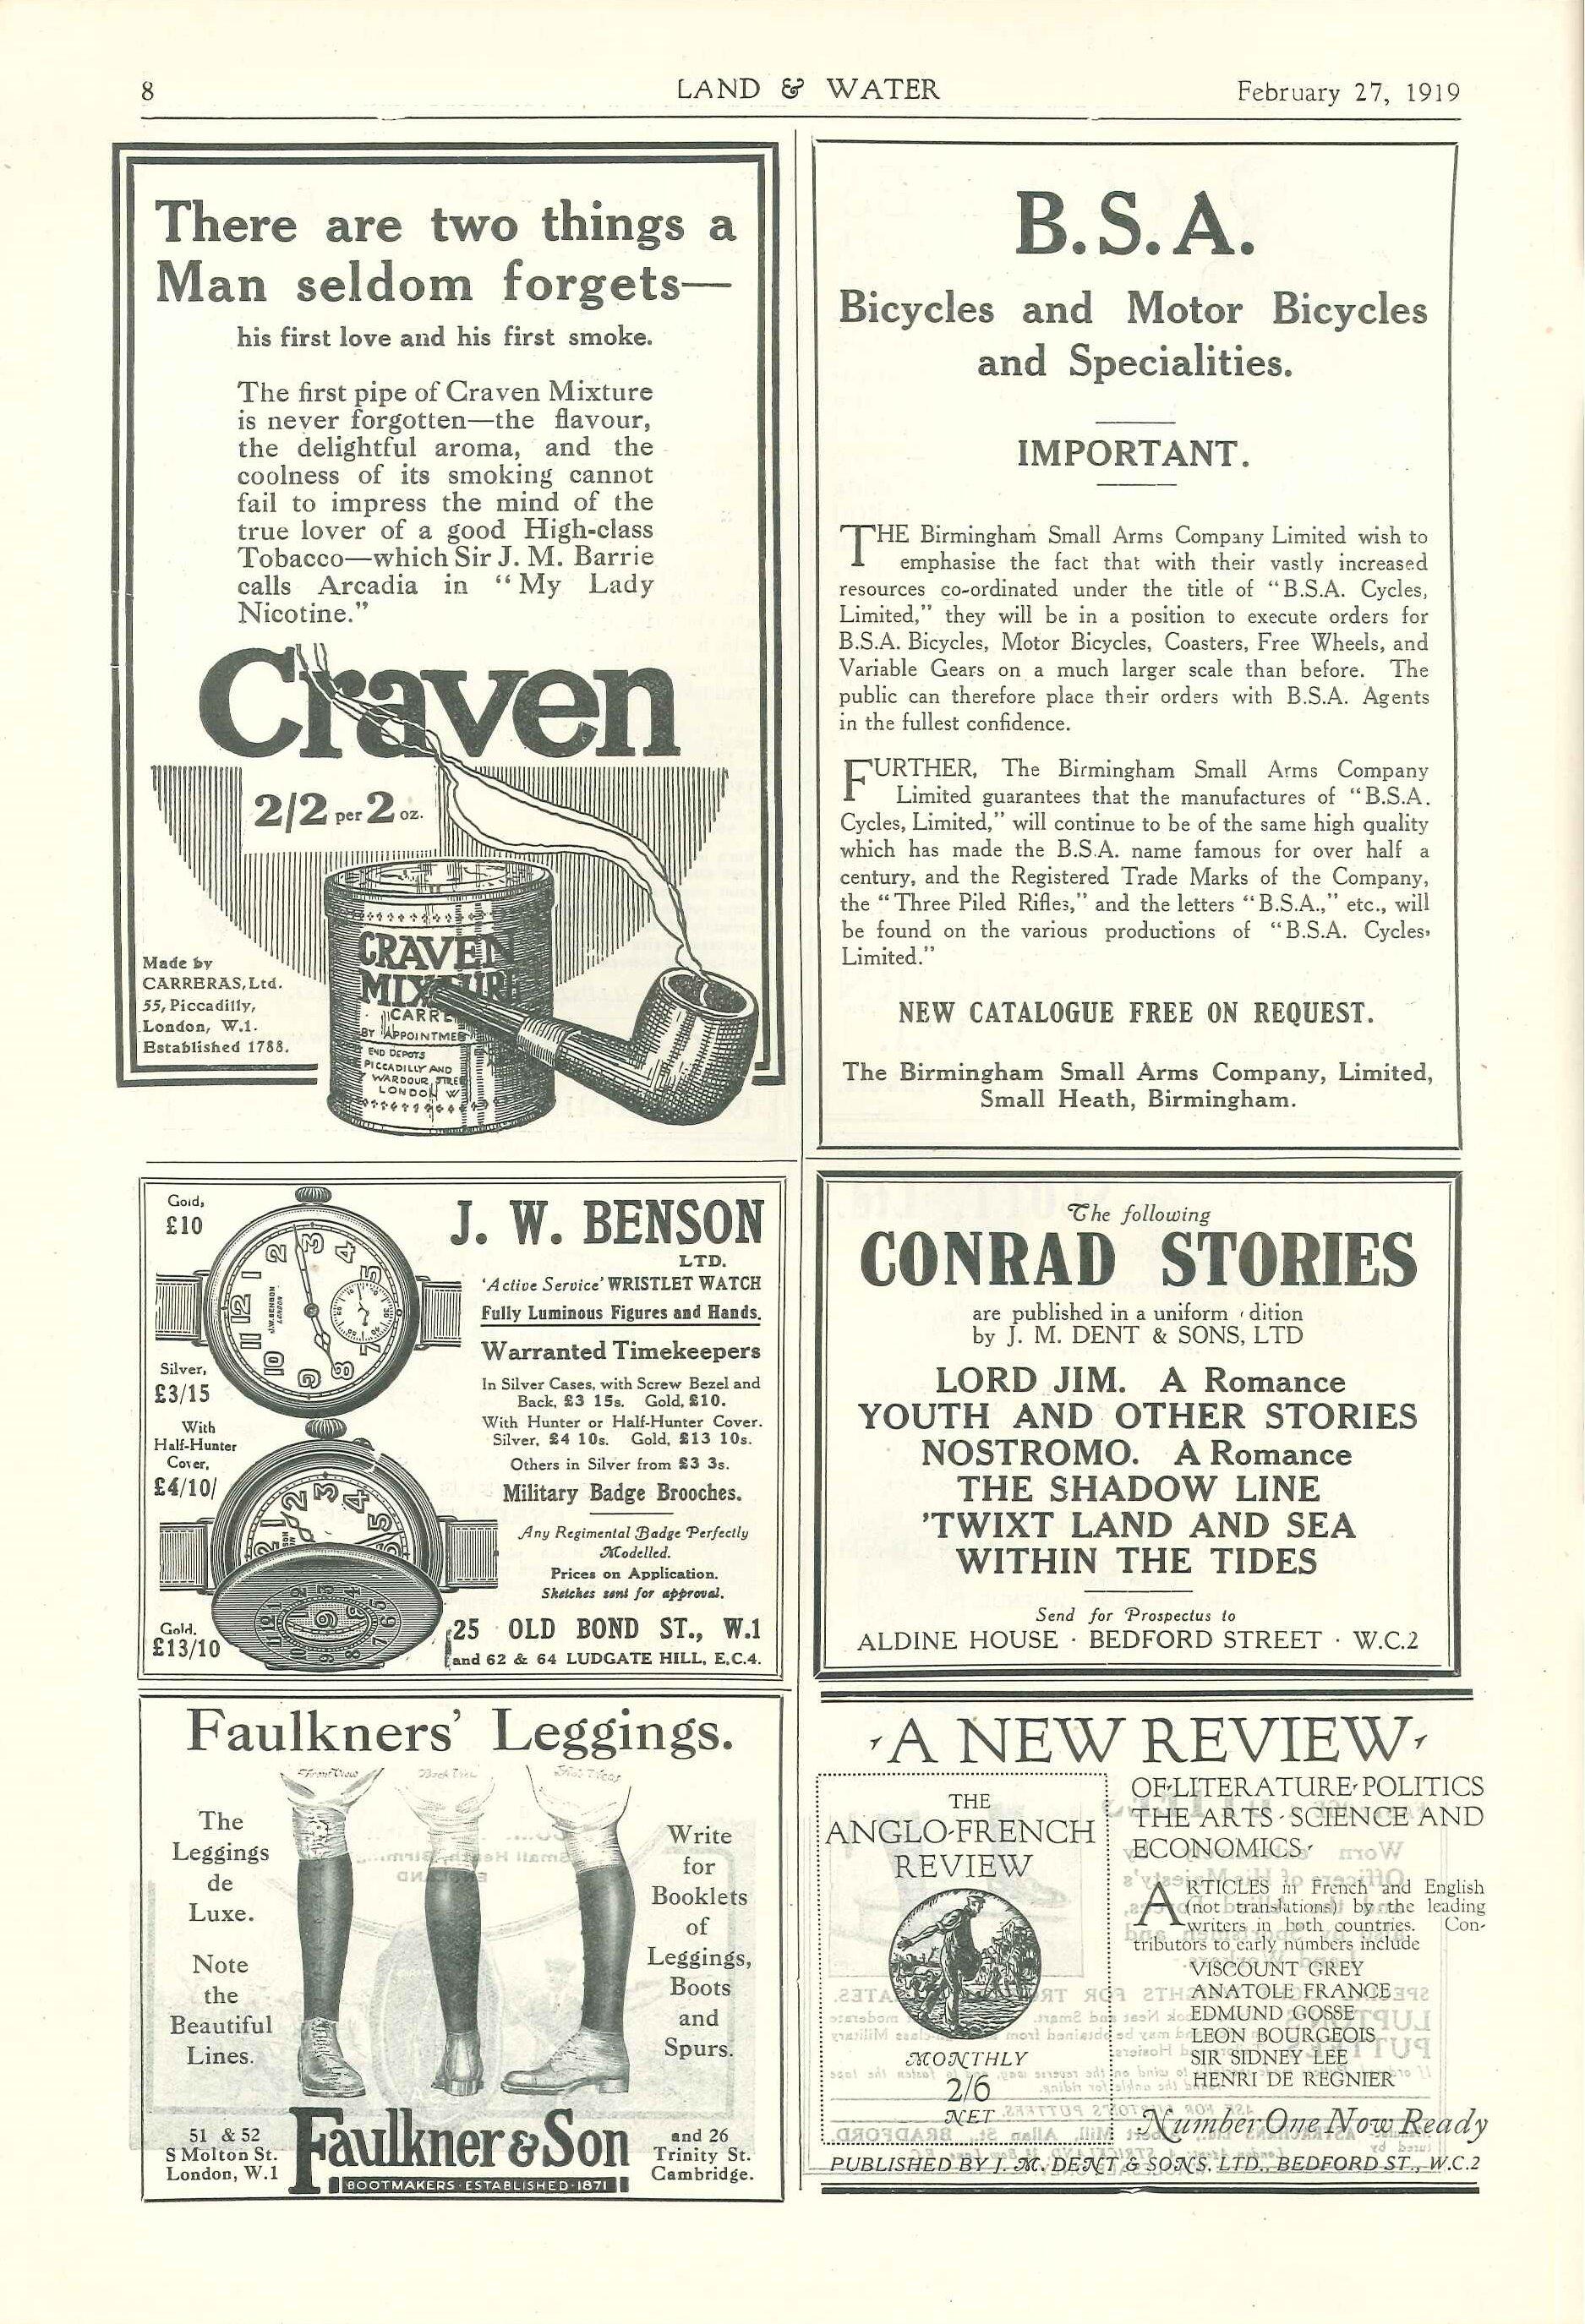 8
LAND & WATER
February 27, 1919
There are two things a
Man seldom forgets—
his first love and his first smoke.
The first pipe of Craven Mixture
is never forgotten—the flavour,
the delightful aroma, and the
coolness of its smoking cannot
fail to impress the mind of the
true lover of a good High-class
Tobacco—which Sir J. M. Barrie
calls Arcadia in "My Lady
Nicotine."
Craven
2/2 per 2 oz.
CRAVEN
MIXTURE
CARRE
BY APPOINTMEN
END DEPOTS
PICCADILLY AND
WARDOUR STREE
LONDON W
Made by
CARRERAS, Ltd.
55, Piccadilly,
London, W.1.
Established 1788.
B.S.A.
Bicycles and Motor Bicycles
and Specialities.
IMPORTANT.
THE Birmingham Small Arms Company Limited wish to
emphasise the fact that with their vastly increased
resources co-ordinated under the title of "B.S.A. Cycles,
Limited," they will be in a position to execute orders for
B.S.A. Bicycles, Motor Bicycles, Coasters, Free Wheels, and
Variable Gears on a much larger scale than before. The
public can therefore place their orders with B.S.A. Agents
in the fullest confidence.
FURTHER, The Birmingham Small Arms Company
Limited guarantees that the manufactures of "B.S.A.
Cycles, Limited," will continue to be of the same high quality
which has made the B.S.A. name famous for over half a
century, and the Registered Trade Marks of the Company,
the "Three Piled Rifles," and the letters "B.S.A.," etc., will
be found on the various productions of "B.S.A. Cycles,
Limited."
NEW CATALOGUE FREE ON REQUEST.
The Birmingham Small Arms Company, Limited,
Small Heath, Birmingham.
Gold,
£10
Silver,
£3/15
With
Half-Hunter
Cover,
£4/10/
Gold.
£13/10
J. W. BENSON
LTD.
'Active Service' WRISTLET WATCH
Fully Luminous Figures and Hands.
Warranted Timekeepers
In Silver Cases, with Screw Bezel and
Back, £3 15s. Gold, £10.
With Hunter or Half-Hunter Cover.
Silver, £4 10s. Gold, £13 10s.
Others in Silver from £3 3s.
Military Badge Brooches.
Any Regimental Badge Perfectly
Modelled.
Prices on Application.
Sketches sent for approval.
25 OLD BOND ST., W.1
and 62 & 64 LUDGATE HILL, E.C.4.
The following
CONRAD STORIES
are published in a uniform dition
by J. M. DENT & SONS, LTD
LORD JIM. A Romance
YOUTH AND OTHER STORIES
NOSTROMO. A Romance
THE SHADOW LINE
'TWIXT LAND AND SEA
WITHIN THE TIDES
Send for Prospectus to
ALDINE HOUSE · BEDFORD STREET · W.C.2
Faulkners' Leggings.
Front View
Back View
Side View
The
Leggings
de
Luxe.
Note
the
Beautiful
Lines.
Write
for
Booklets
of
Leggings,
Boots
and
Spurs.
51 & 52
S Molton St.
London, W.1
Faulkner & Son
BOOTMAKERS · ESTABLISHED · 1871
and 26
Trinity St.
Cambridge.
A NEW REVIEW
OF·LITERATURE·POLITICS
THE ARTS · SCIENCE AND
ECONOMICS·
THE
ANGLO-FRENCH
REVIEW
MONTHLY
2/6
NET
ARTICLES in French and English
(not translations) by the leading
writers in both countries. Con-
tributors to early numbers include
VISCOUNT GREY
ANATOLE FRANCE
EDMUND GOSSE
LEON BOURGEOIS
SIR SIDNEY LEE
HENRI DE REGNIER
Number One Now Ready
PUBLISHED BY J. M. DENT & SONS, LTD., BEDFORD ST., W.C.2